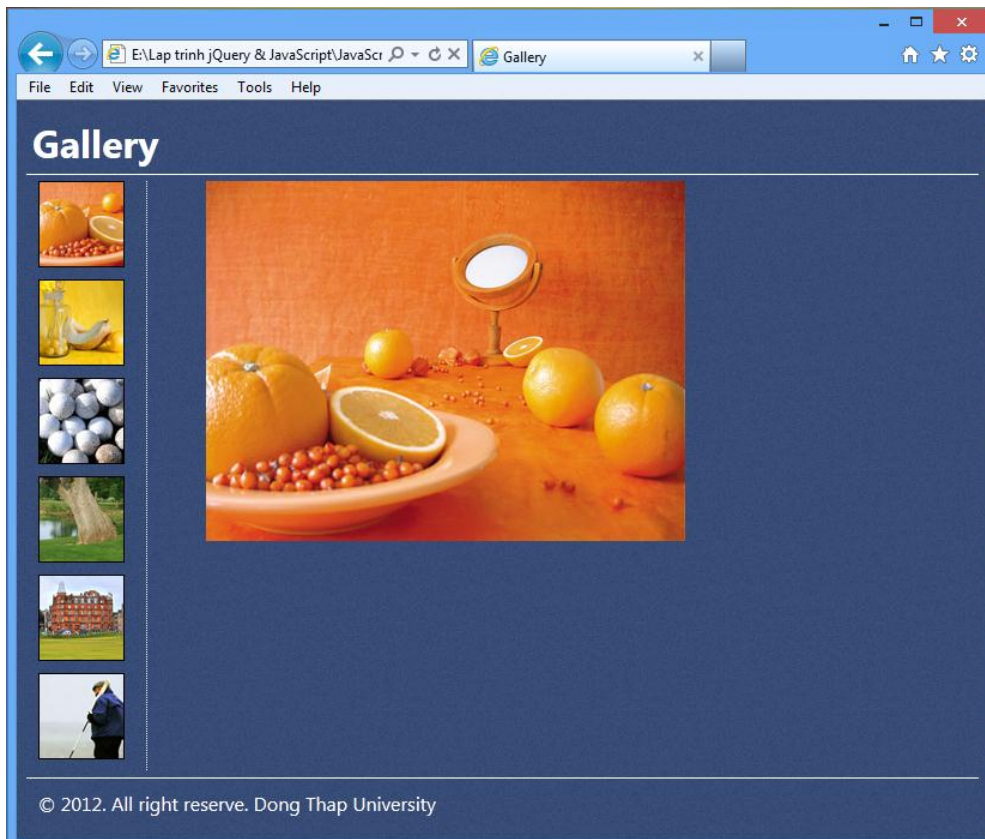 E:\Lap trinh jQuery & JavaScript\JavaScr
Gallery
File Edit View Favorites Tools Help
Gallery
© 2012. All right reserve. Dong Thap University